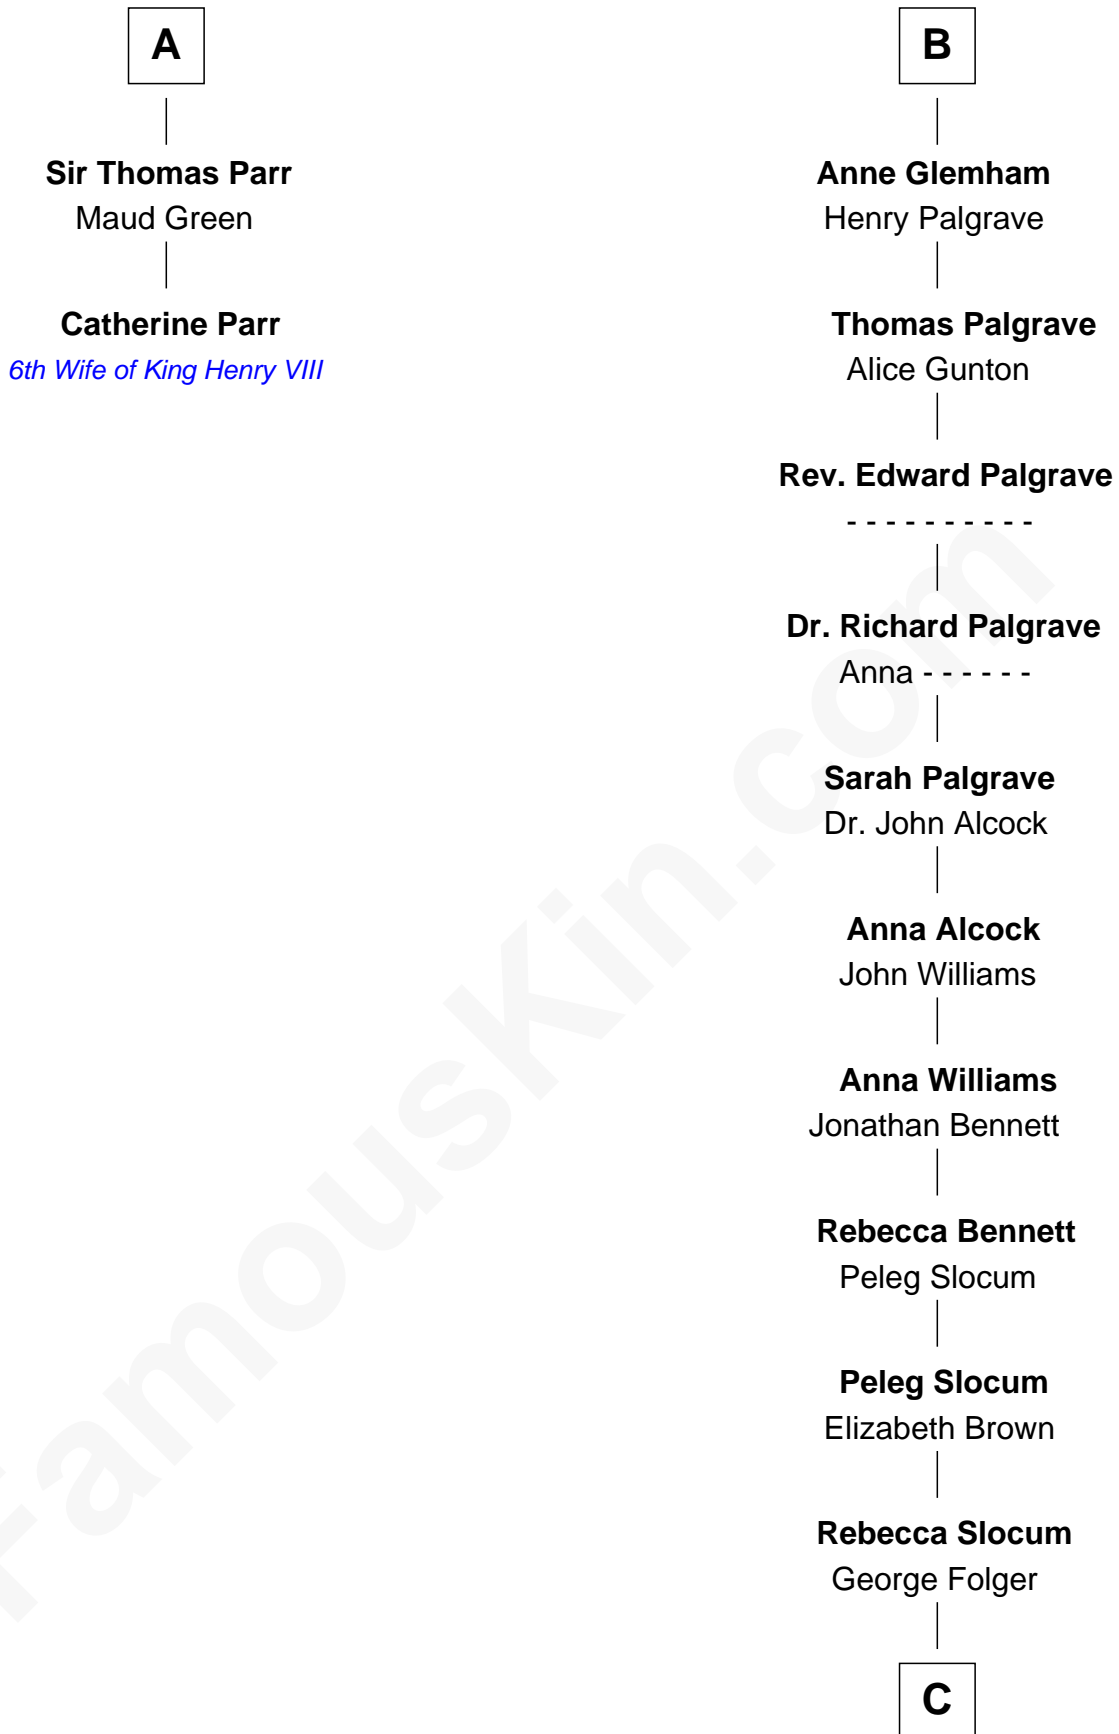 A
Sir Thomas Parr
Maud Green
Catherine Parr
6th Wife of King Henry VIII
B
Anne Glemham
Henry Palgrave
Thomas Palgrave
Alice Gunton
Rev. Edward Palgrave
- - - - - - - - - -
Dr. Richard Palgrave
Anna - - - - - -
Sarah Palgrave
Dr. John Alcock
Anna Alcock
John Williams
Anna Williams
Jonathan Bennett
Rebecca Bennett
Peleg Slocum
Peleg Slocum
Elizabeth Brown
Rebecca Slocum
George Folger
C
FamousKin.com